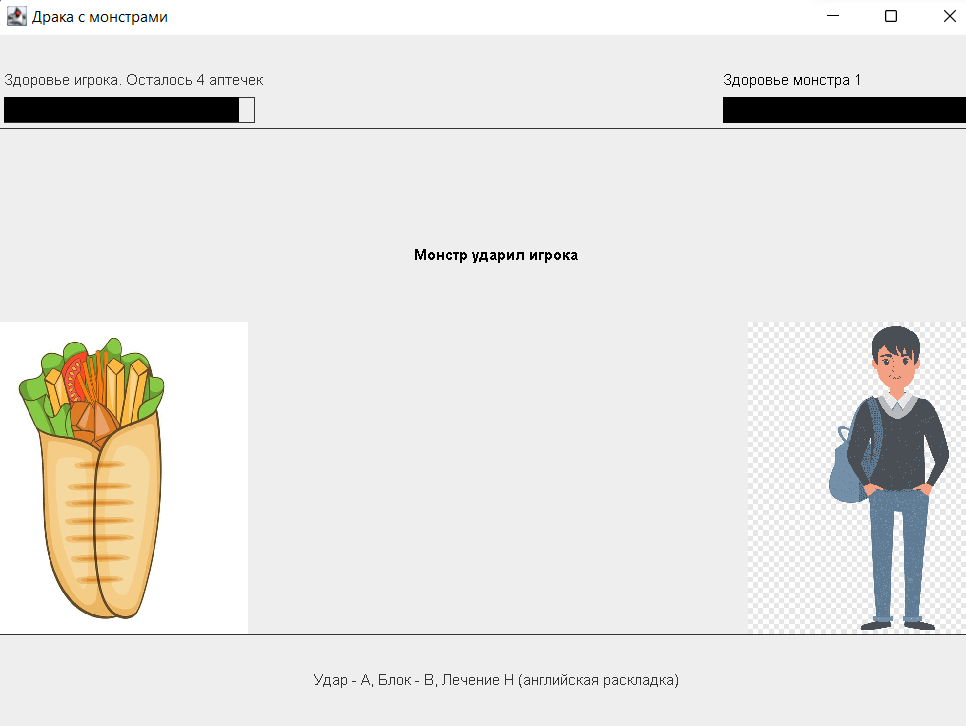 Драка с монстрами
Здоровье игрока. Осталось 4 аптечек
Здоровье монстра 1
Монстр ударил игрока
Удар - A, Блок - B, Лечение H (английская раскладка)